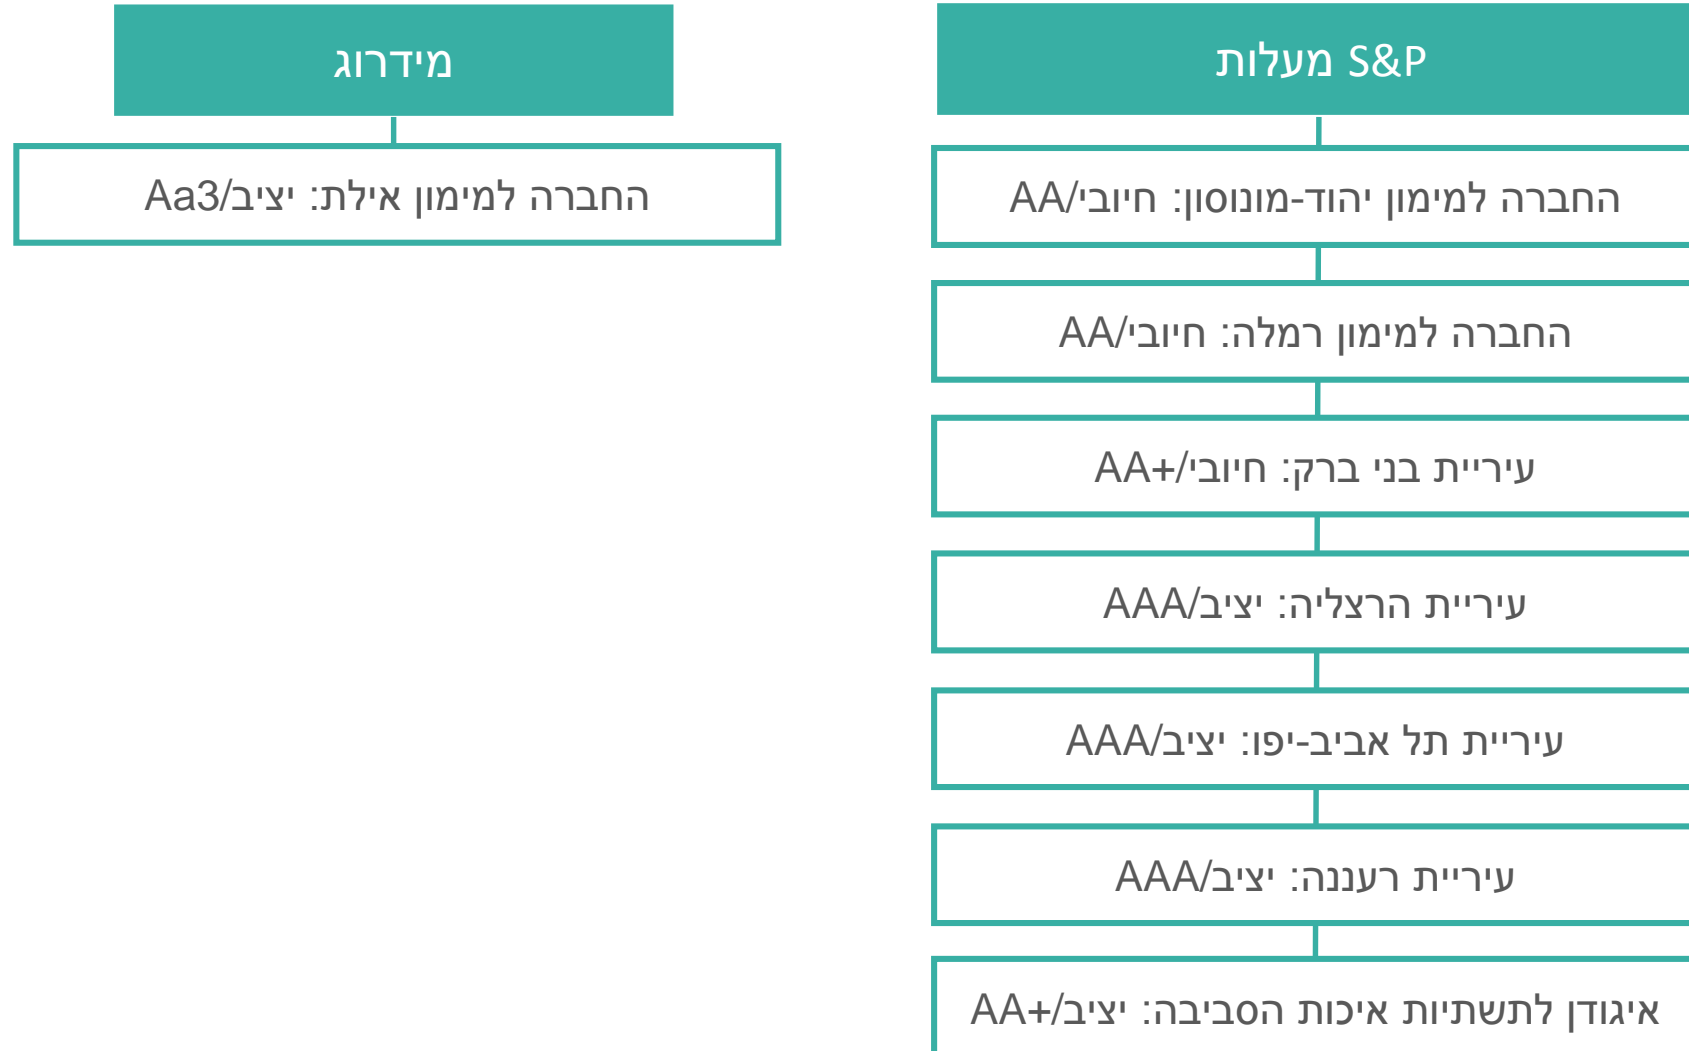 S&P מעלות
החברה למימון יהוד-מונוסון: חיובי/AA
החברה למימון רמלה: חיובי/AA
עיריית בני ברק: חיובי/+AA
עיריית הרצליה: יציב/AAA
עיריית תל אביב-יפו: יציב/AAA
עיריית רעננה: יציב/AAA
איגודן לתשתיות איכות הסביבה: יציב/+AA
מידרוג
החברה למימון אילת: יציב/Aa3